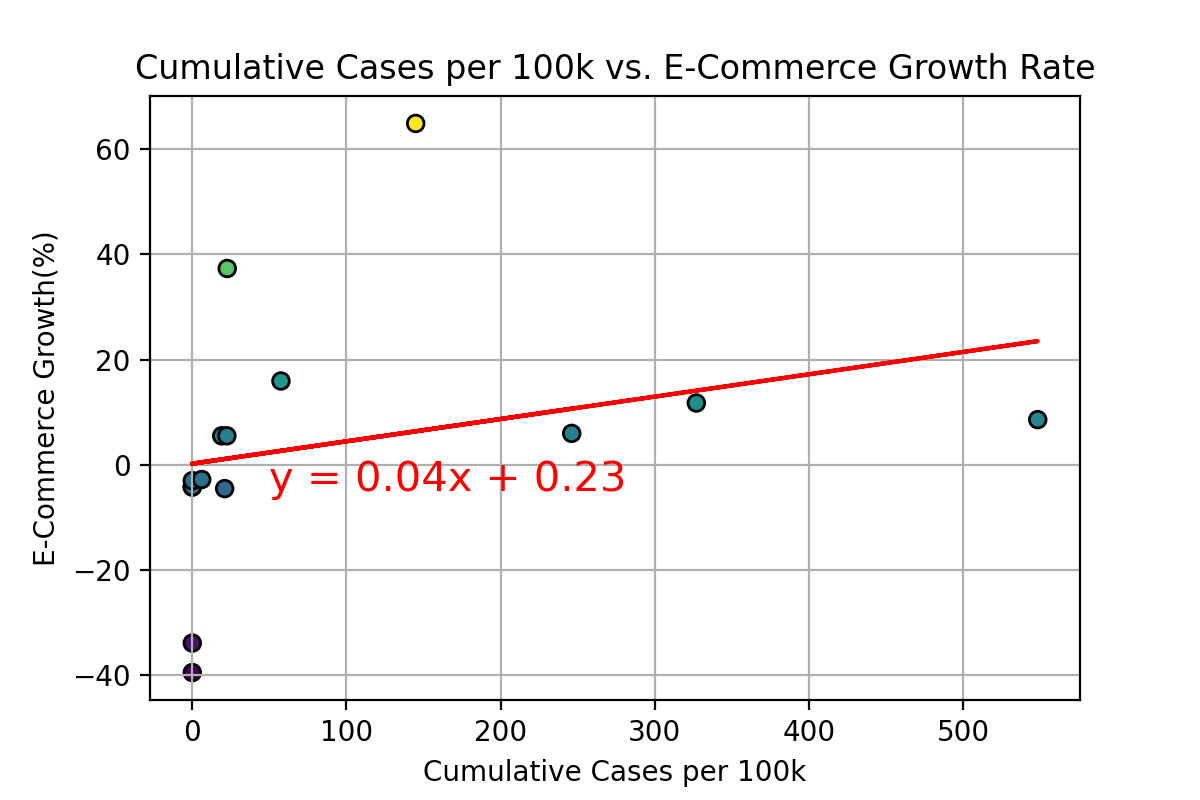 Cumulative Cases per 100k vs. E-Commerce Growth Rate
E-Commerce Growth(%)
60
40
20
0
−20
−40
y = 0.04x + 0.23
0 100 200 300 400 500
Cumulative Cases per 100k